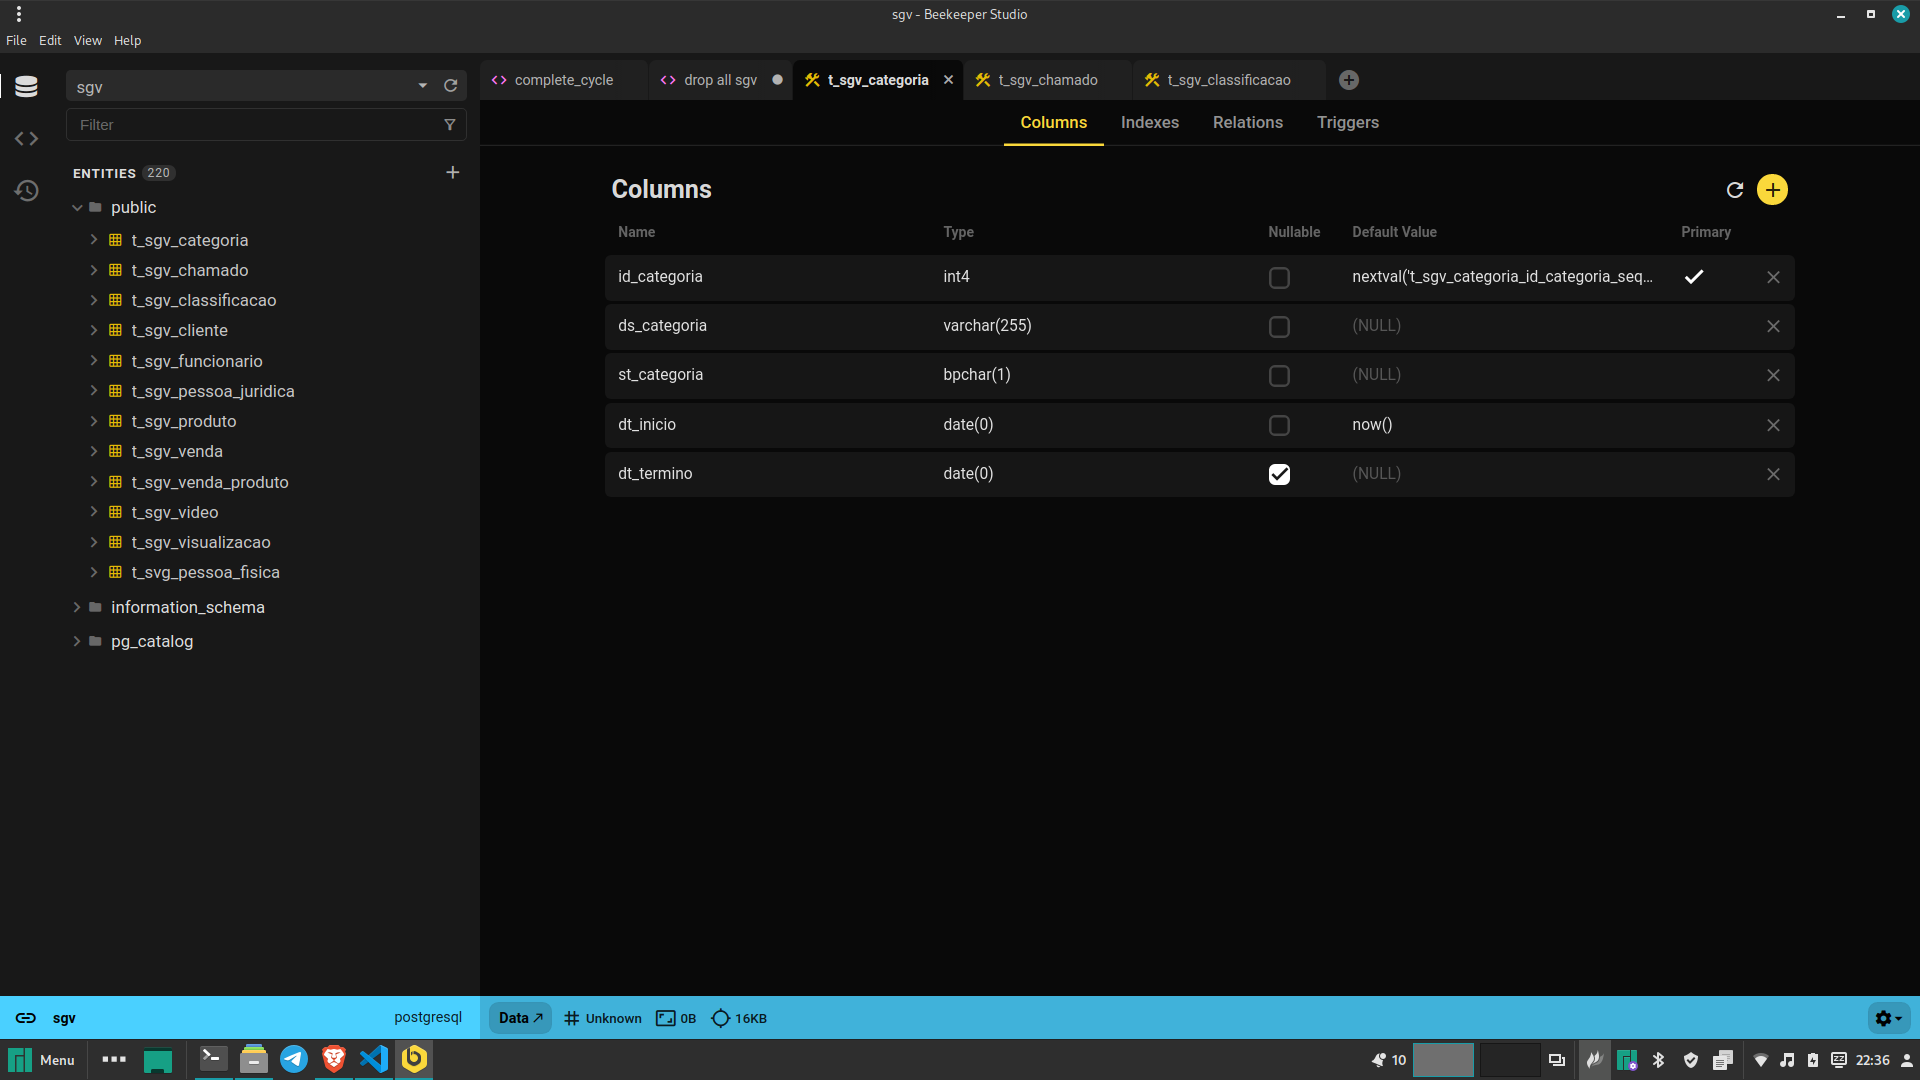 sgv - Beekeeper Studio
File Edit View Help
sgv
Filter
ENTITIES 220
public
t_sgv_categoria
t_sgv_chamado
t_sgv_classificacao
t_sgv_cliente
t_sgv_funcionario
t_sgv_pessoa_juridica
t_sgv_produto
t_sgv_venda
t_sgv_venda_produto
t_sgv_video
t_sgv_visualizacao
t_svg_pessoa_fisica
information_schema
pg_catalog
complete_cycle drop all sgv t_sgv_categoria t_sgv_chamado t_sgv_classificacao
Columns Indexes Relations Triggers
Columns
Name Type Nullable Default Value Primary
id_categoria int4 nextval('t_sgv_categoria_id_categoria_seq...
ds_categoria varchar(255) (NULL)
st_categoria bpchar(1) (NULL)
dt_inicio date(0) now()
dt_termino date(0) (NULL)
sgv postgresql Data Unknown 0B 16KB
Menu 10 22:36